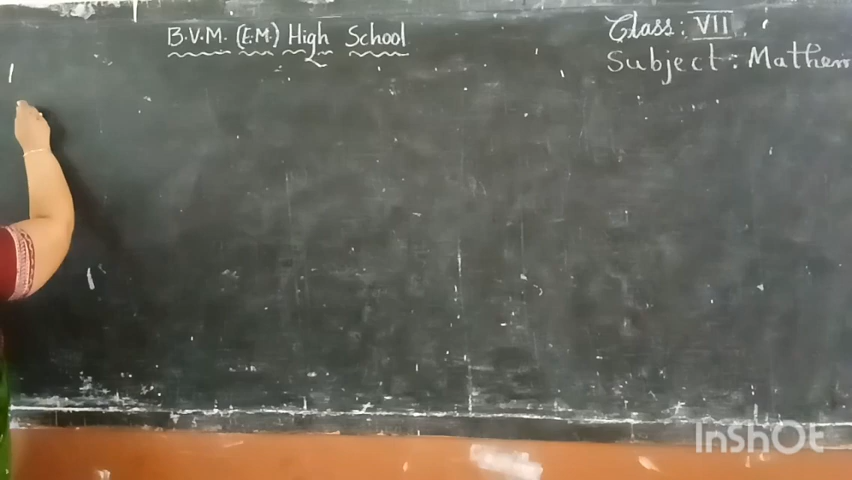 B.V.M. (E.M.) High School
Class: VII
Subject: Mathem
InShOt